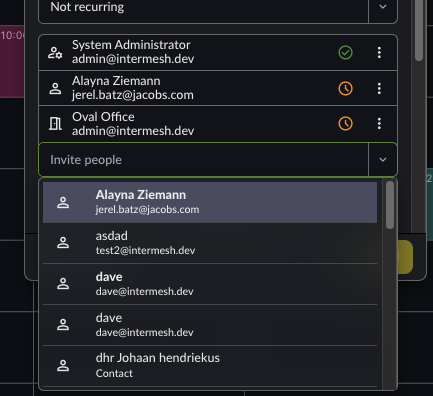 Not recurring
10:00
System Administrator
admin@intermesh.dev
Alayna Ziemann
jerel.batz@jacobs.com
Oval Office
admin@intermesh.dev
Invite people
2
Alayna Ziemann
jerel.batz@jacobs.com
asdad
test2@intermesh.dev
dave
dave@intermesh.dev
dave
dave@intermesh.dev
dhr Johaan hendriekus
Contact